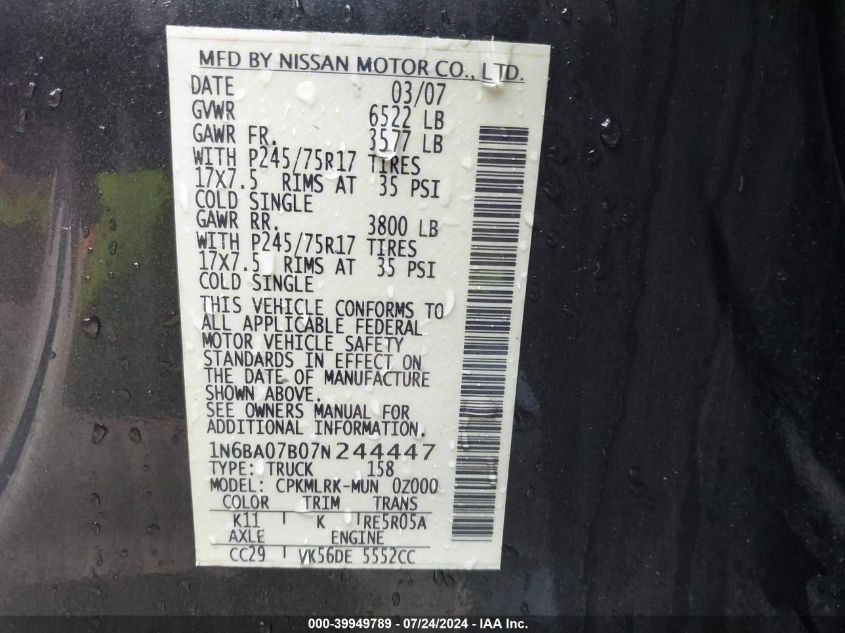 MFD BY NISSAN MOTOR CO., LTD.
DATE 03/07
GVWR 6522 LB
GAWR FR. 3577 LB
WITH P245/75R17 TIRES
17X7.5 RIMS AT 35 PSI
COLD SINGLE
GAWR RR. 3800 LB
WITH P245/75R17 TIRES
17X7.5 RIMS AT 35 PSI
COLD SINGLE
THIS VEHICLE CONFORMS TO
ALL APPLICABLE FEDERAL
MOTOR VEHICLE SAFETY
STANDARDS IN EFFECT ON
THE DATE OF MANUFACTURE
SHOWN ABOVE.
SEE OWNERS MANUAL FOR
ADDITIONAL INFORMATION.
1N6BA07B07N244447
TYPE: TRUCK 158
MODEL: CPKMLRK-MUN 0Z000
COLOR TRIM TRANS
K11 K RE5R05A
AXLE ENGINE
CC29 VK56DE 5552CC
000-39949789 - 07/24/2024 - IAA Inc.